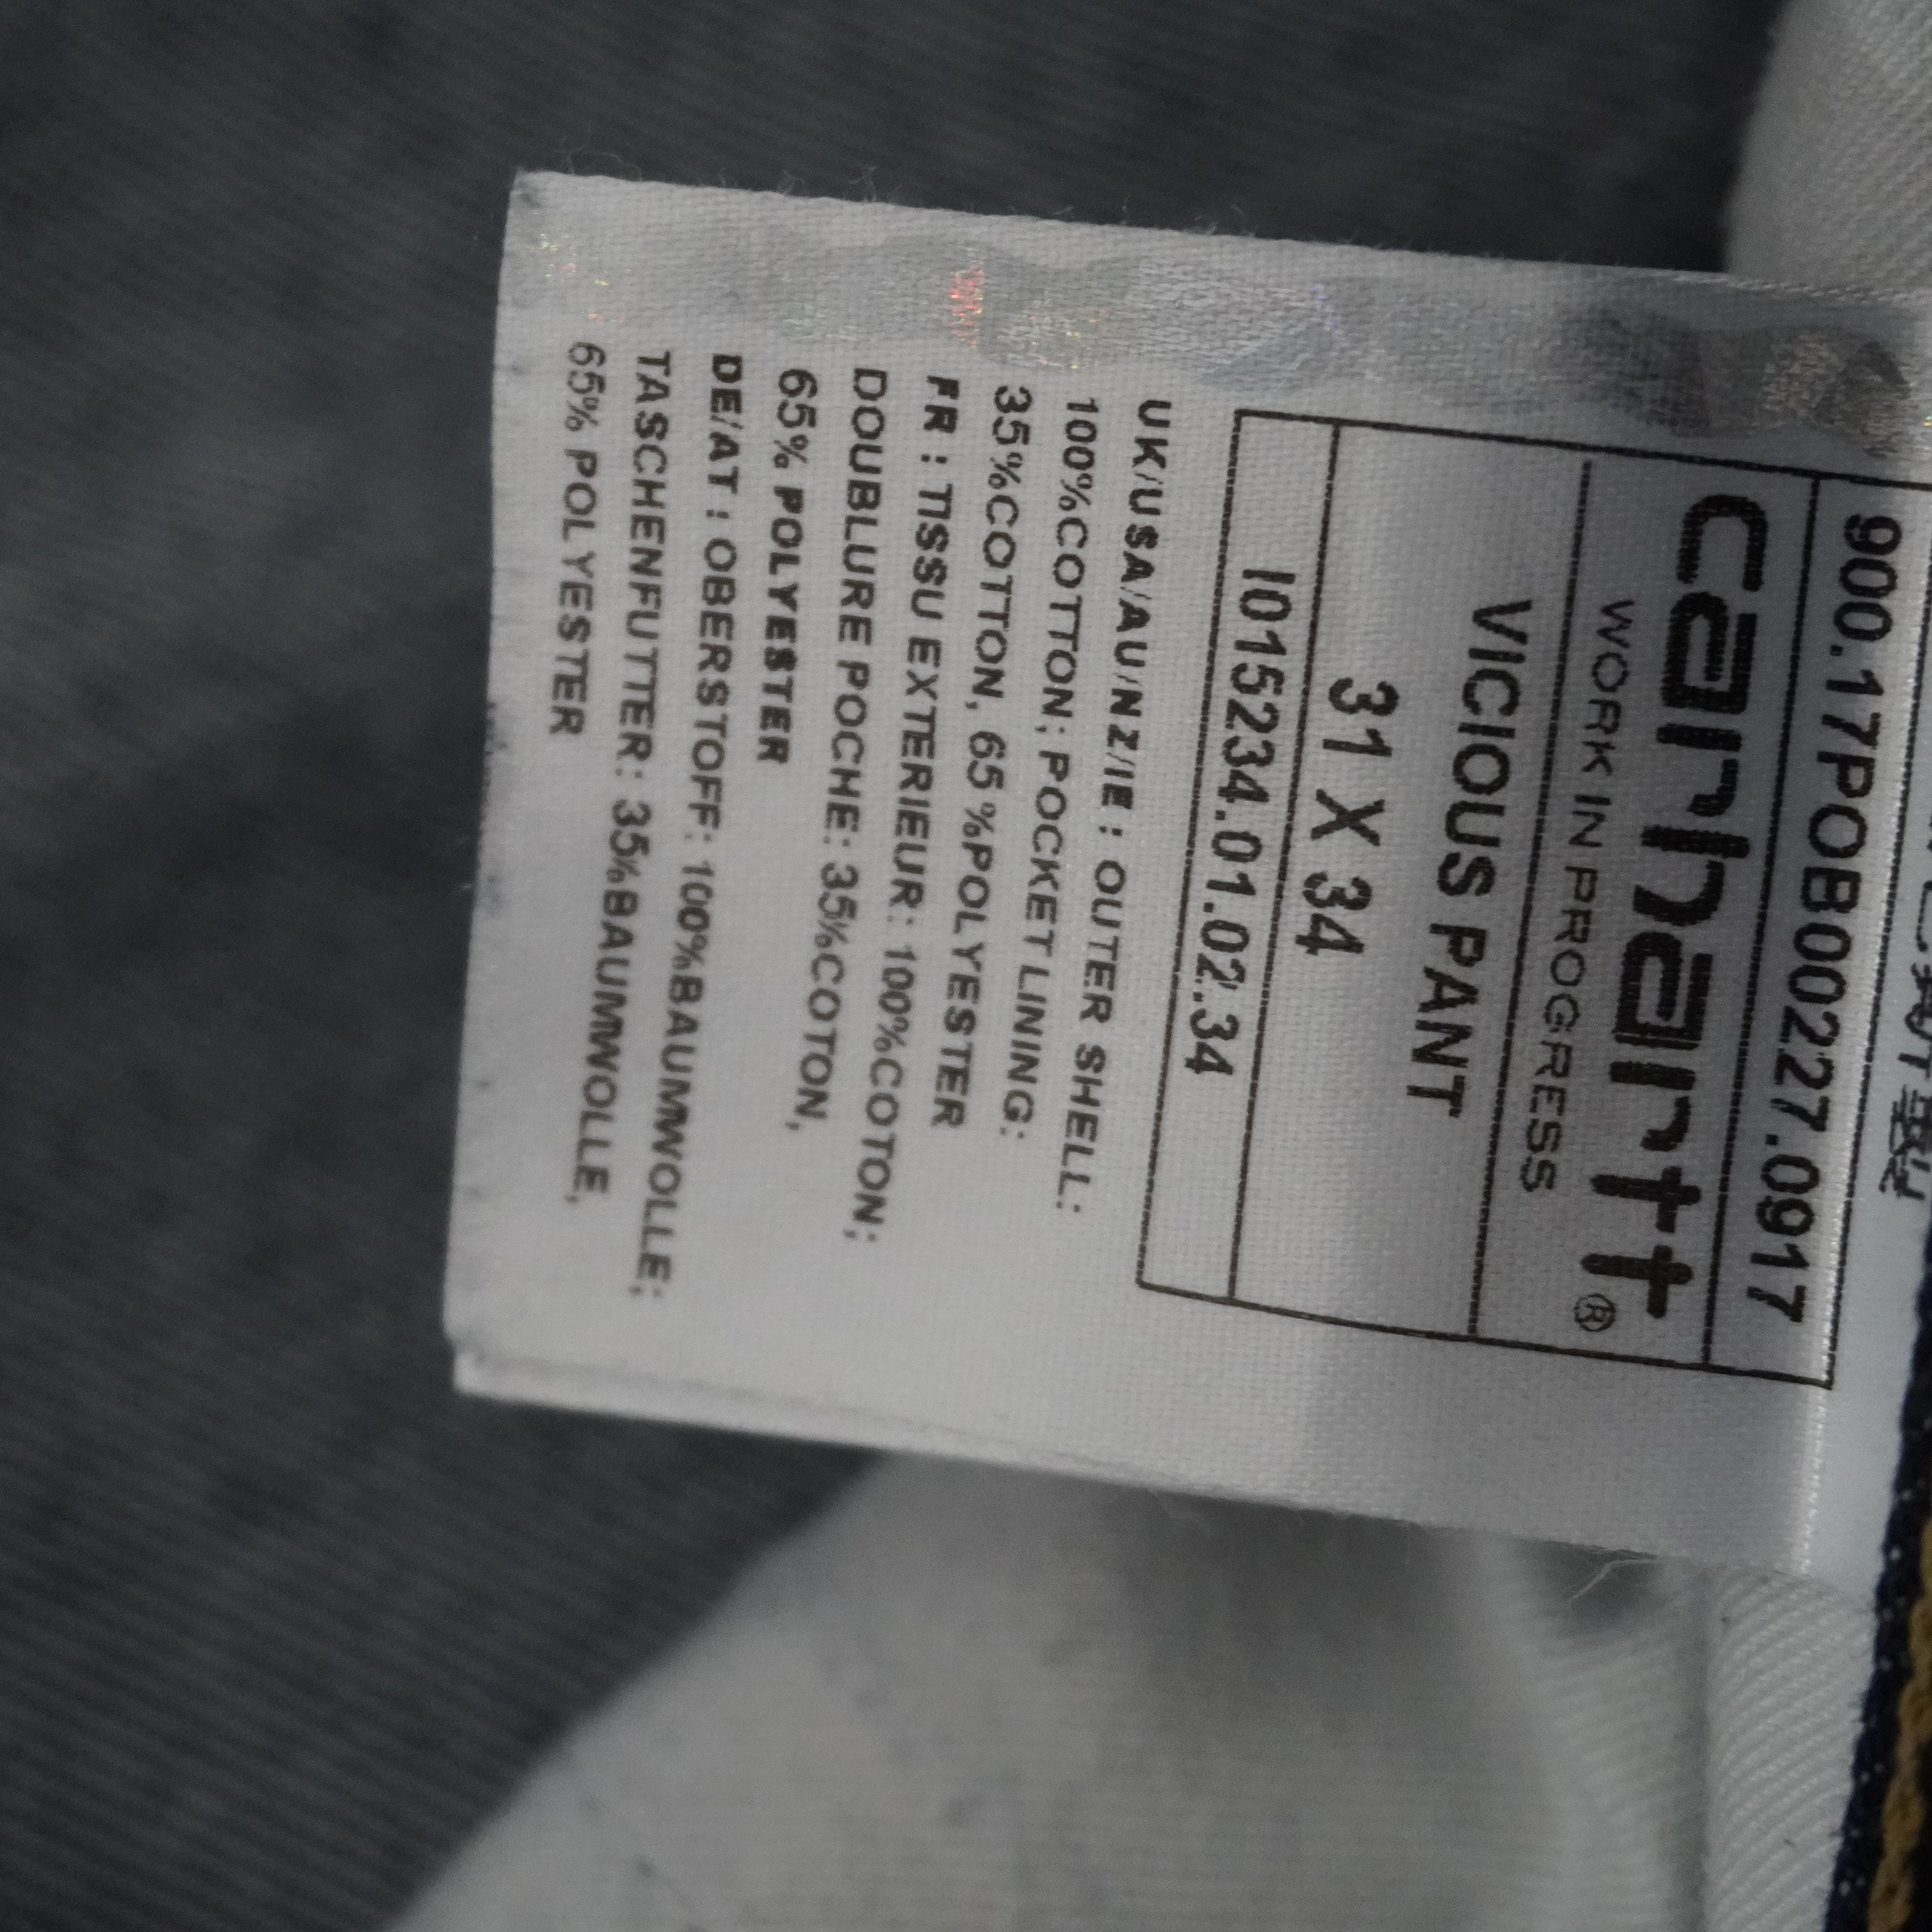 900.17POB000227.0917
carhartt®
WORK IN PROGRESS
VICIOUS PANT
31 X 34
I015234.01.02.34
UK/USA/AU/NZ/IE : OUTER SHELL:
100%COTTON; POCKET LINING:
35%COTTON, 65%POLYESTER
FR : TISSU EXTERIEUR: 100%COTON;
DOUBLURE POCHE: 35%COTON,
65% POLYESTER
DE/AT : OBERSTOFF: 100%BAUMWOLLE;
TASCHENFUTTER: 35%BAUMWOLLE,
65% POLYESTER